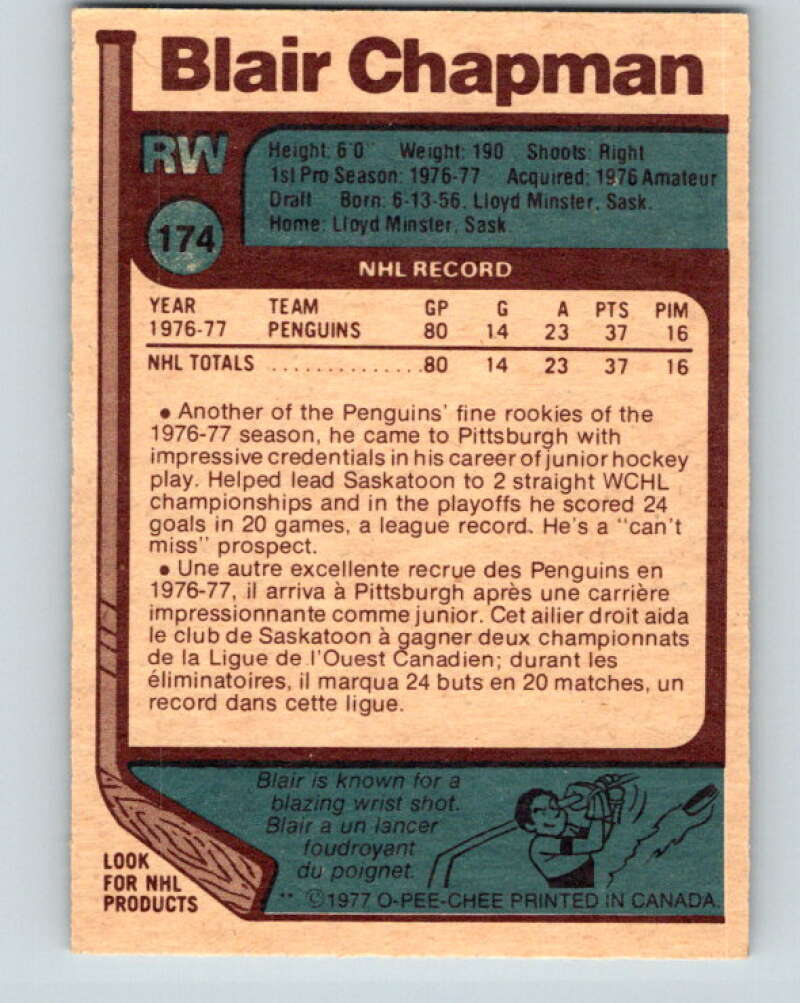 Blair Chapman
RW
174
Height: 6'0" Weight: 190 Shoots: Right
1st Pro Season: 1976-77 Acquired: 1976 Amateur
Draft Born: 6-13-56, Lloyd Minster, Sask.
Home: Lloyd Minster, Sask.
NHL RECORD
YEAR TEAM GP G A PTS PIM
1976-77 PENGUINS 80 14 23 37 16
NHL TOTALS ..............80 14 23 37 16
• Another of the Penguins' fine rookies of the
1976-77 season, he came to Pittsburgh with
impressive credentials in his career of junior hockey
play. Helped lead Saskatoon to 2 straight WCHL
championships and in the playoffs he scored 24
goals in 20 games, a league record. He's a "can't
miss" prospect.
• Une autre excellente recrue des Penguins en
1976-77, il arriva à Pittsburgh après une carrière
impressionnante comme junior. Cet ailier droit aida
le club de Saskatoon à gagner deux championnats
de la Ligue de l'Ouest Canadien; durant les
éliminatoires, il marqua 24 buts en 20 matches, un
record dans cette ligue.
Blair is known for a
blazing wrist shot.
Blair a un lancer
foudroyant
du poignet.
LOOK
FOR NHL
PRODUCTS
** ©1977 O-PEE-CHEE PRINTED IN CANADA.